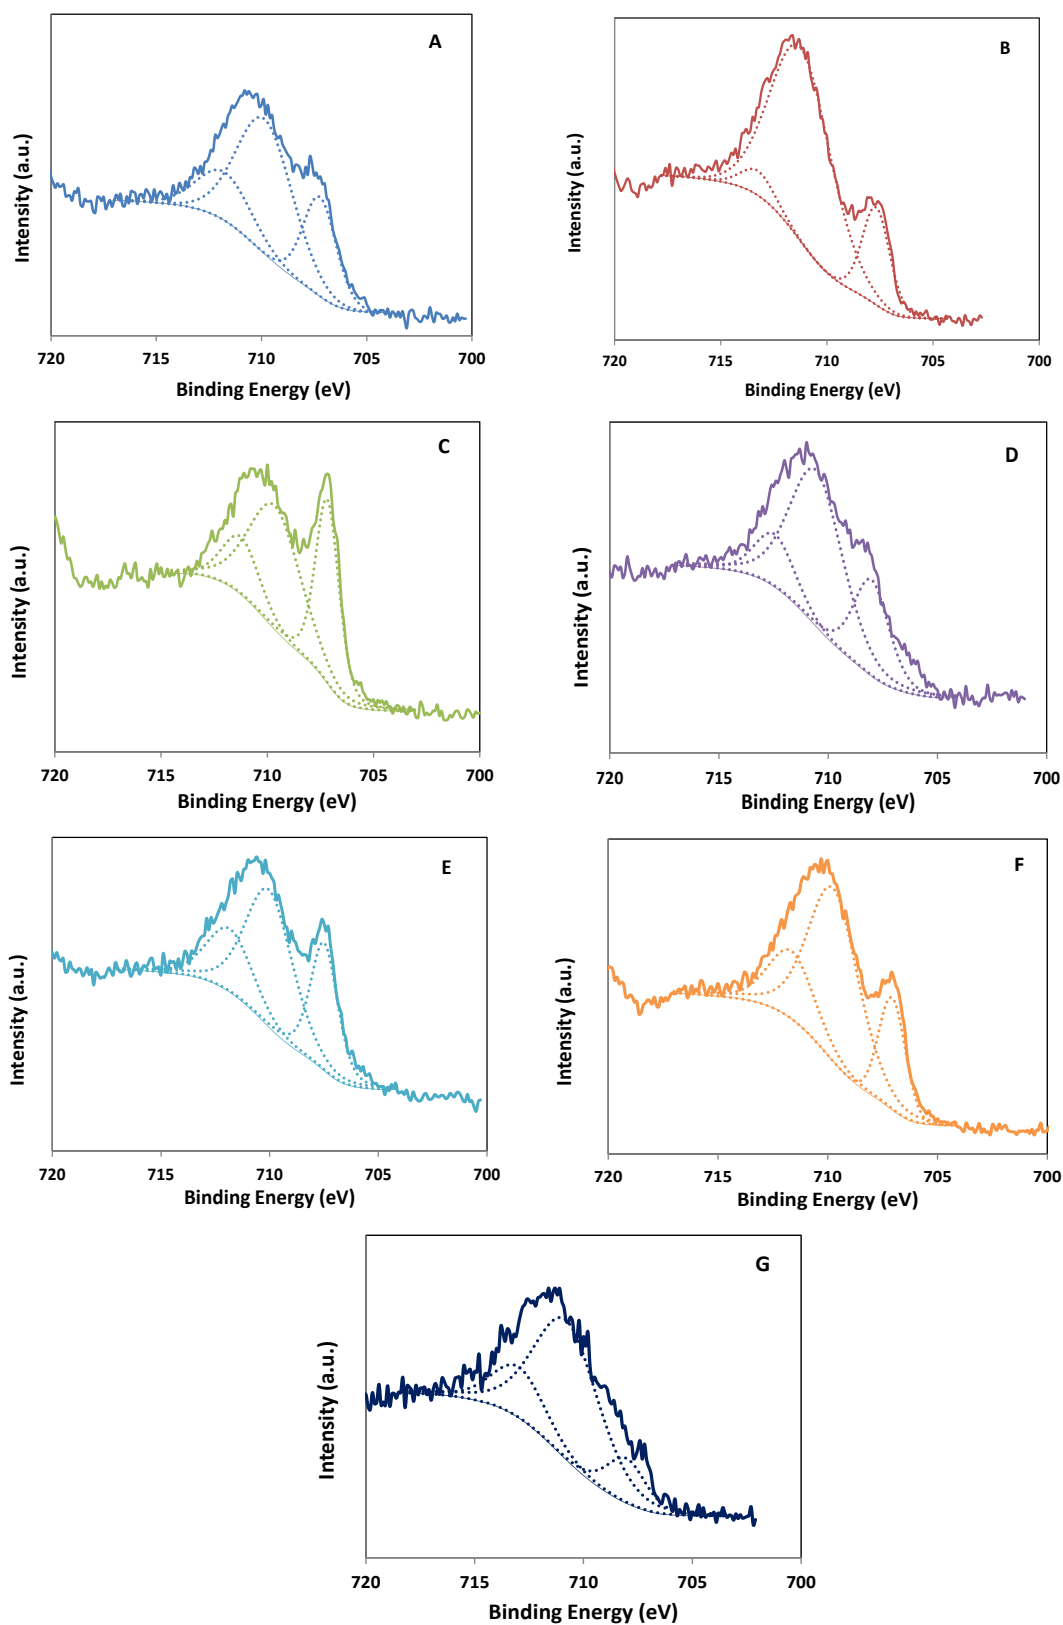 A
Intensity (a.u.)
720 715 710 705 700
Binding Energy (eV)
B
Intensity (a.u.)
720 715 710 705 700
Binding Energy (eV)
C
Intensity (a.u.)
720 715 710 705 700
Binding Energy (eV)
D
Intensity (a.u.)
720 715 710 705 700
Binding Energy (eV)
E
Intensity (a.u.)
720 715 710 705 700
Binding Energy (eV)
F
Intensity (a.u.)
720 715 710 705 700
Binding Energy (eV)
G
Intensity (a.u.)
720 715 710 705 700
Binding Energy (eV)